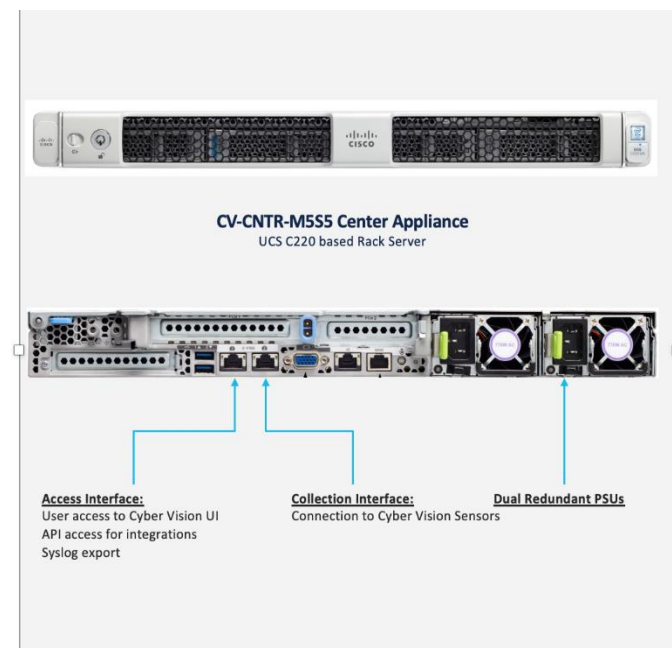 CISCO
CV-CNTR-M5S5 Center Appliance
UCS C220 based Rack Server
Access Interface:
User access to Cyber Vision UI
API access for integrations
Syslog export
Collection Interface:
Connection to Cyber Vision Sensors
Dual Redundant PSUs